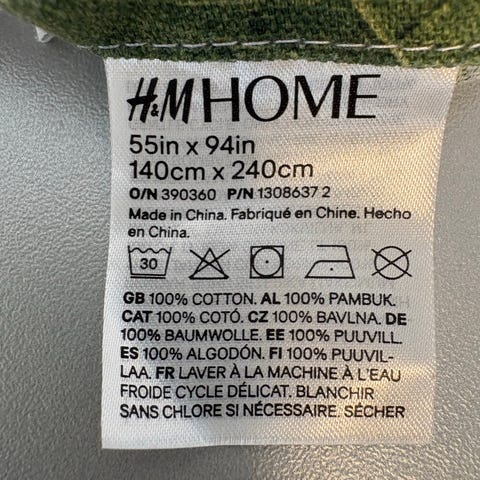 H&M HOME
55in x 94in
140cm x 240cm
O/N 390360 P/N 1308637 2
Made in China. Fabriqué en Chine. Hecho
en China.
30
GB 100% COTTON. AL 100% PAMBUK.
CAT 100% COTÓ. CZ 100% BAVLNA. DE
100% BAUMWOLLE. EE 100% PUUVILL.
ES 100% ALGODÓN. FI 100% PUUVIL-
LAA. FR LAVER À LA MACHINE À L'EAU
FROIDE CYCLE DÉLICAT. BLANCHIR
SANS CHLORE SI NÉCESSAIRE. SÉCHER